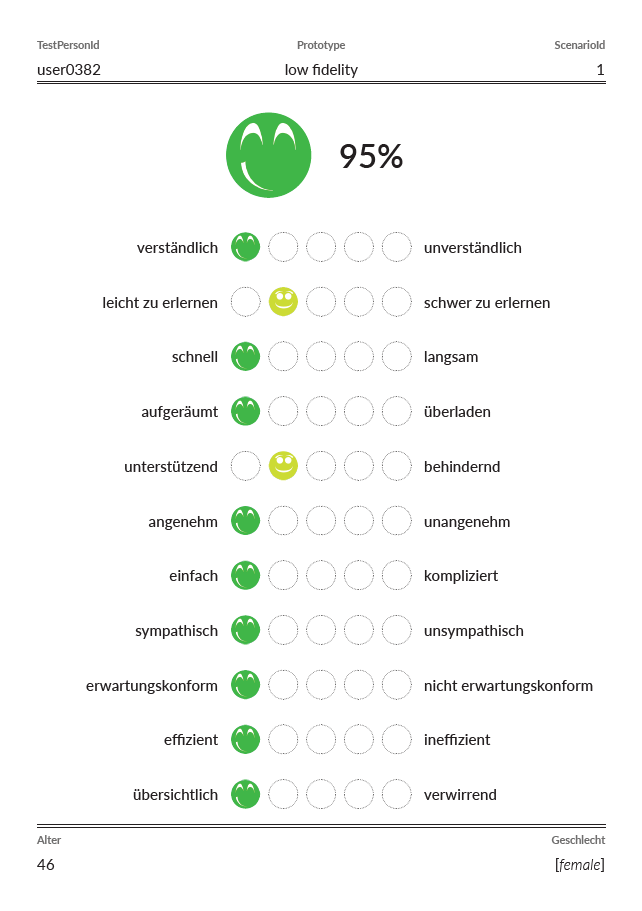 TestPersonId Prototype ScenarioId
user0382 low fidelity 1
95%
verständlich unverständlich
leicht zu erlernen schwer zu erlernen
schnell langsam
aufgeräumt überladen
unterstützend behindernd
angenehm unangenehm
einfach kompliziert
sympathisch unsympathisch
erwartungskonform nicht erwartungskonform
effizient ineffizient
übersichtlich verwirrend
Alter Geschlecht
46 [female]